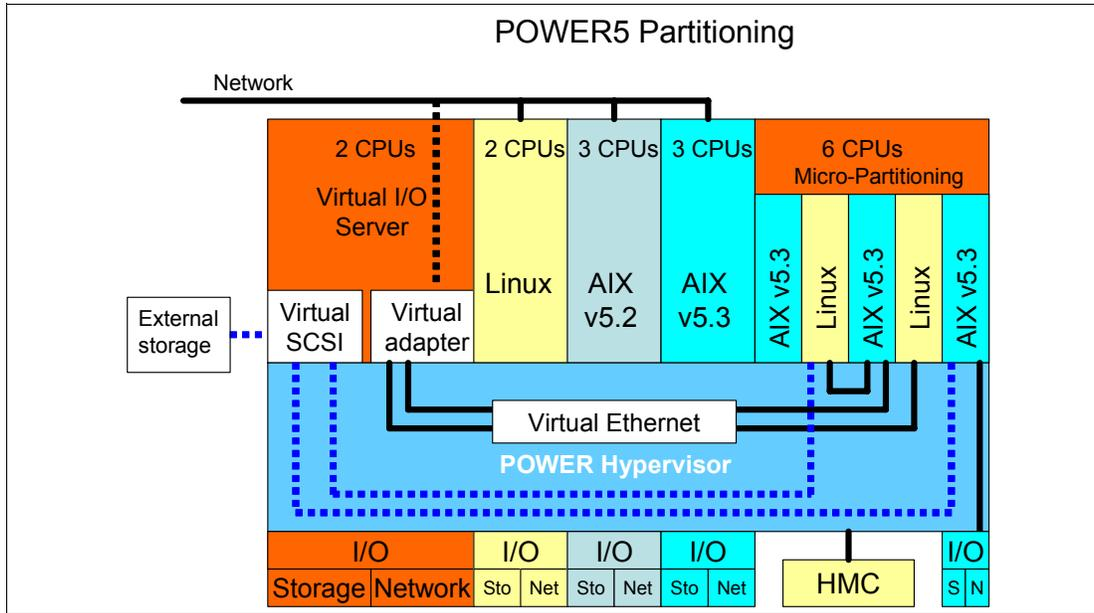 POWER5 Partitioning
Network
2 CPUs
Virtual I/O
Server
2 CPUs
Linux
3 CPUs
AIX
v5.2
3 CPUs
AIX
v5.3
6 CPUs
Micro-Partitioning
AIX v5.3
Linux
AIX v5.3
Linux
AIX v5.3
External
storage
Virtual
SCSI
Virtual
adapter
Virtual Ethernet
POWER Hypervisor
I/O
Storage
Network
I/O
Sto
Net
I/O
Sto
Net
I/O
Sto
Net
HMC
I/O
S
N